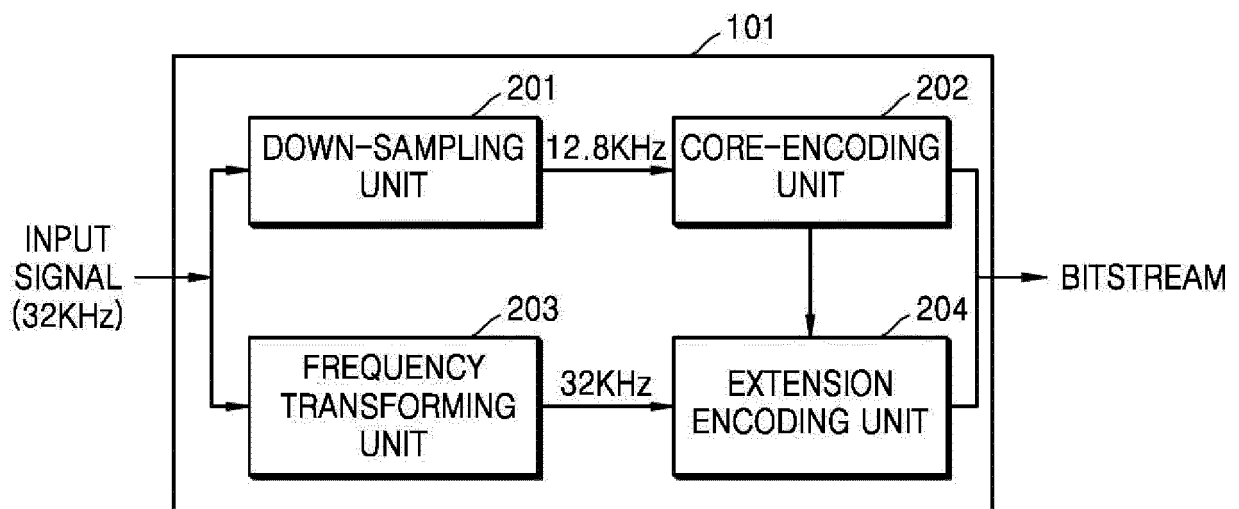 101
201
DOWN-SAMPLING
UNIT
12.8KHz
202
CORE-ENCODING
UNIT
INPUT
SIGNAL
(32KHz)
BITSTREAM
203
FREQUENCY
TRANSFORMING
UNIT
32KHz
204
EXTENSION
ENCODING UNIT